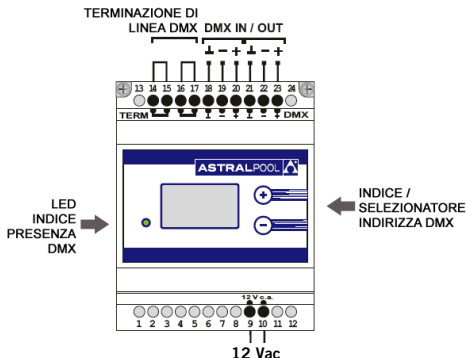 TERMINAZIONE DI
LINEA DMX
DMX IN / OUT
⊥ − + ⊥ − +
13 14 15 16 17 18 19 20 21 22 23 24
TERM ⊥ − + ⊥ − + DMX
ASTRALPOOL
+
−
LED
INDICE
PRESENZA
DMX
INDICE /
SELEZIONATORE
INDIRIZZA DMX
12 V c.a.
1 2 3 4 5 6 7 8 9 10 11 12
12 Vac